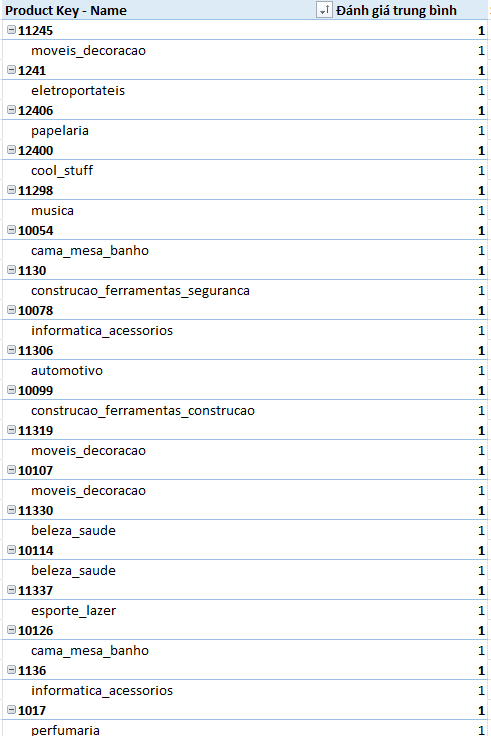 Product Key - Name Đánh giá trung bình
11245 1
moveis_decoracao 1
1241 1
eletroportateis 1
12406 1
papelaria 1
12400 1
cool_stuff 1
11298 1
musica 1
10054 1
cama_mesa_banho 1
1130 1
construcao_ferramentas_seguranca 1
10078 1
informatica_acessorios 1
11306 1
automotivo 1
10099 1
construcao_ferramentas_construcao 1
11319 1
moveis_decoracao 1
10107 1
moveis_decoracao 1
11330 1
beleza_saude 1
10114 1
beleza_saude 1
11337 1
esporte_lazer 1
10126 1
cama_mesa_banho 1
1136 1
informatica_acessorios 1
1017 1
perfumaria 1